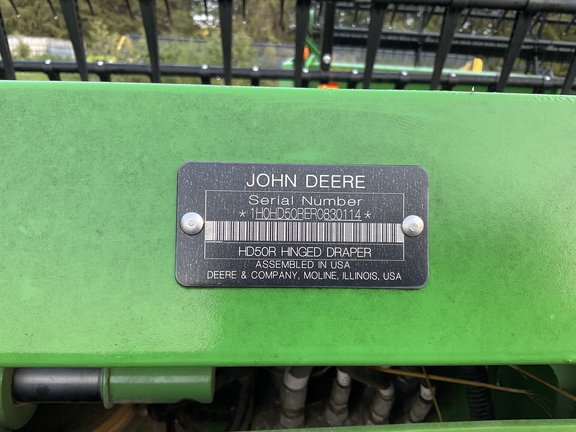 JOHN DEERE
Serial Number
*1H0HD50RER0830114*
HD50R HINGED DRAPER
ASSEMBLED IN USA
DEERE & COMPANY, MOLINE, ILLINOIS, USA